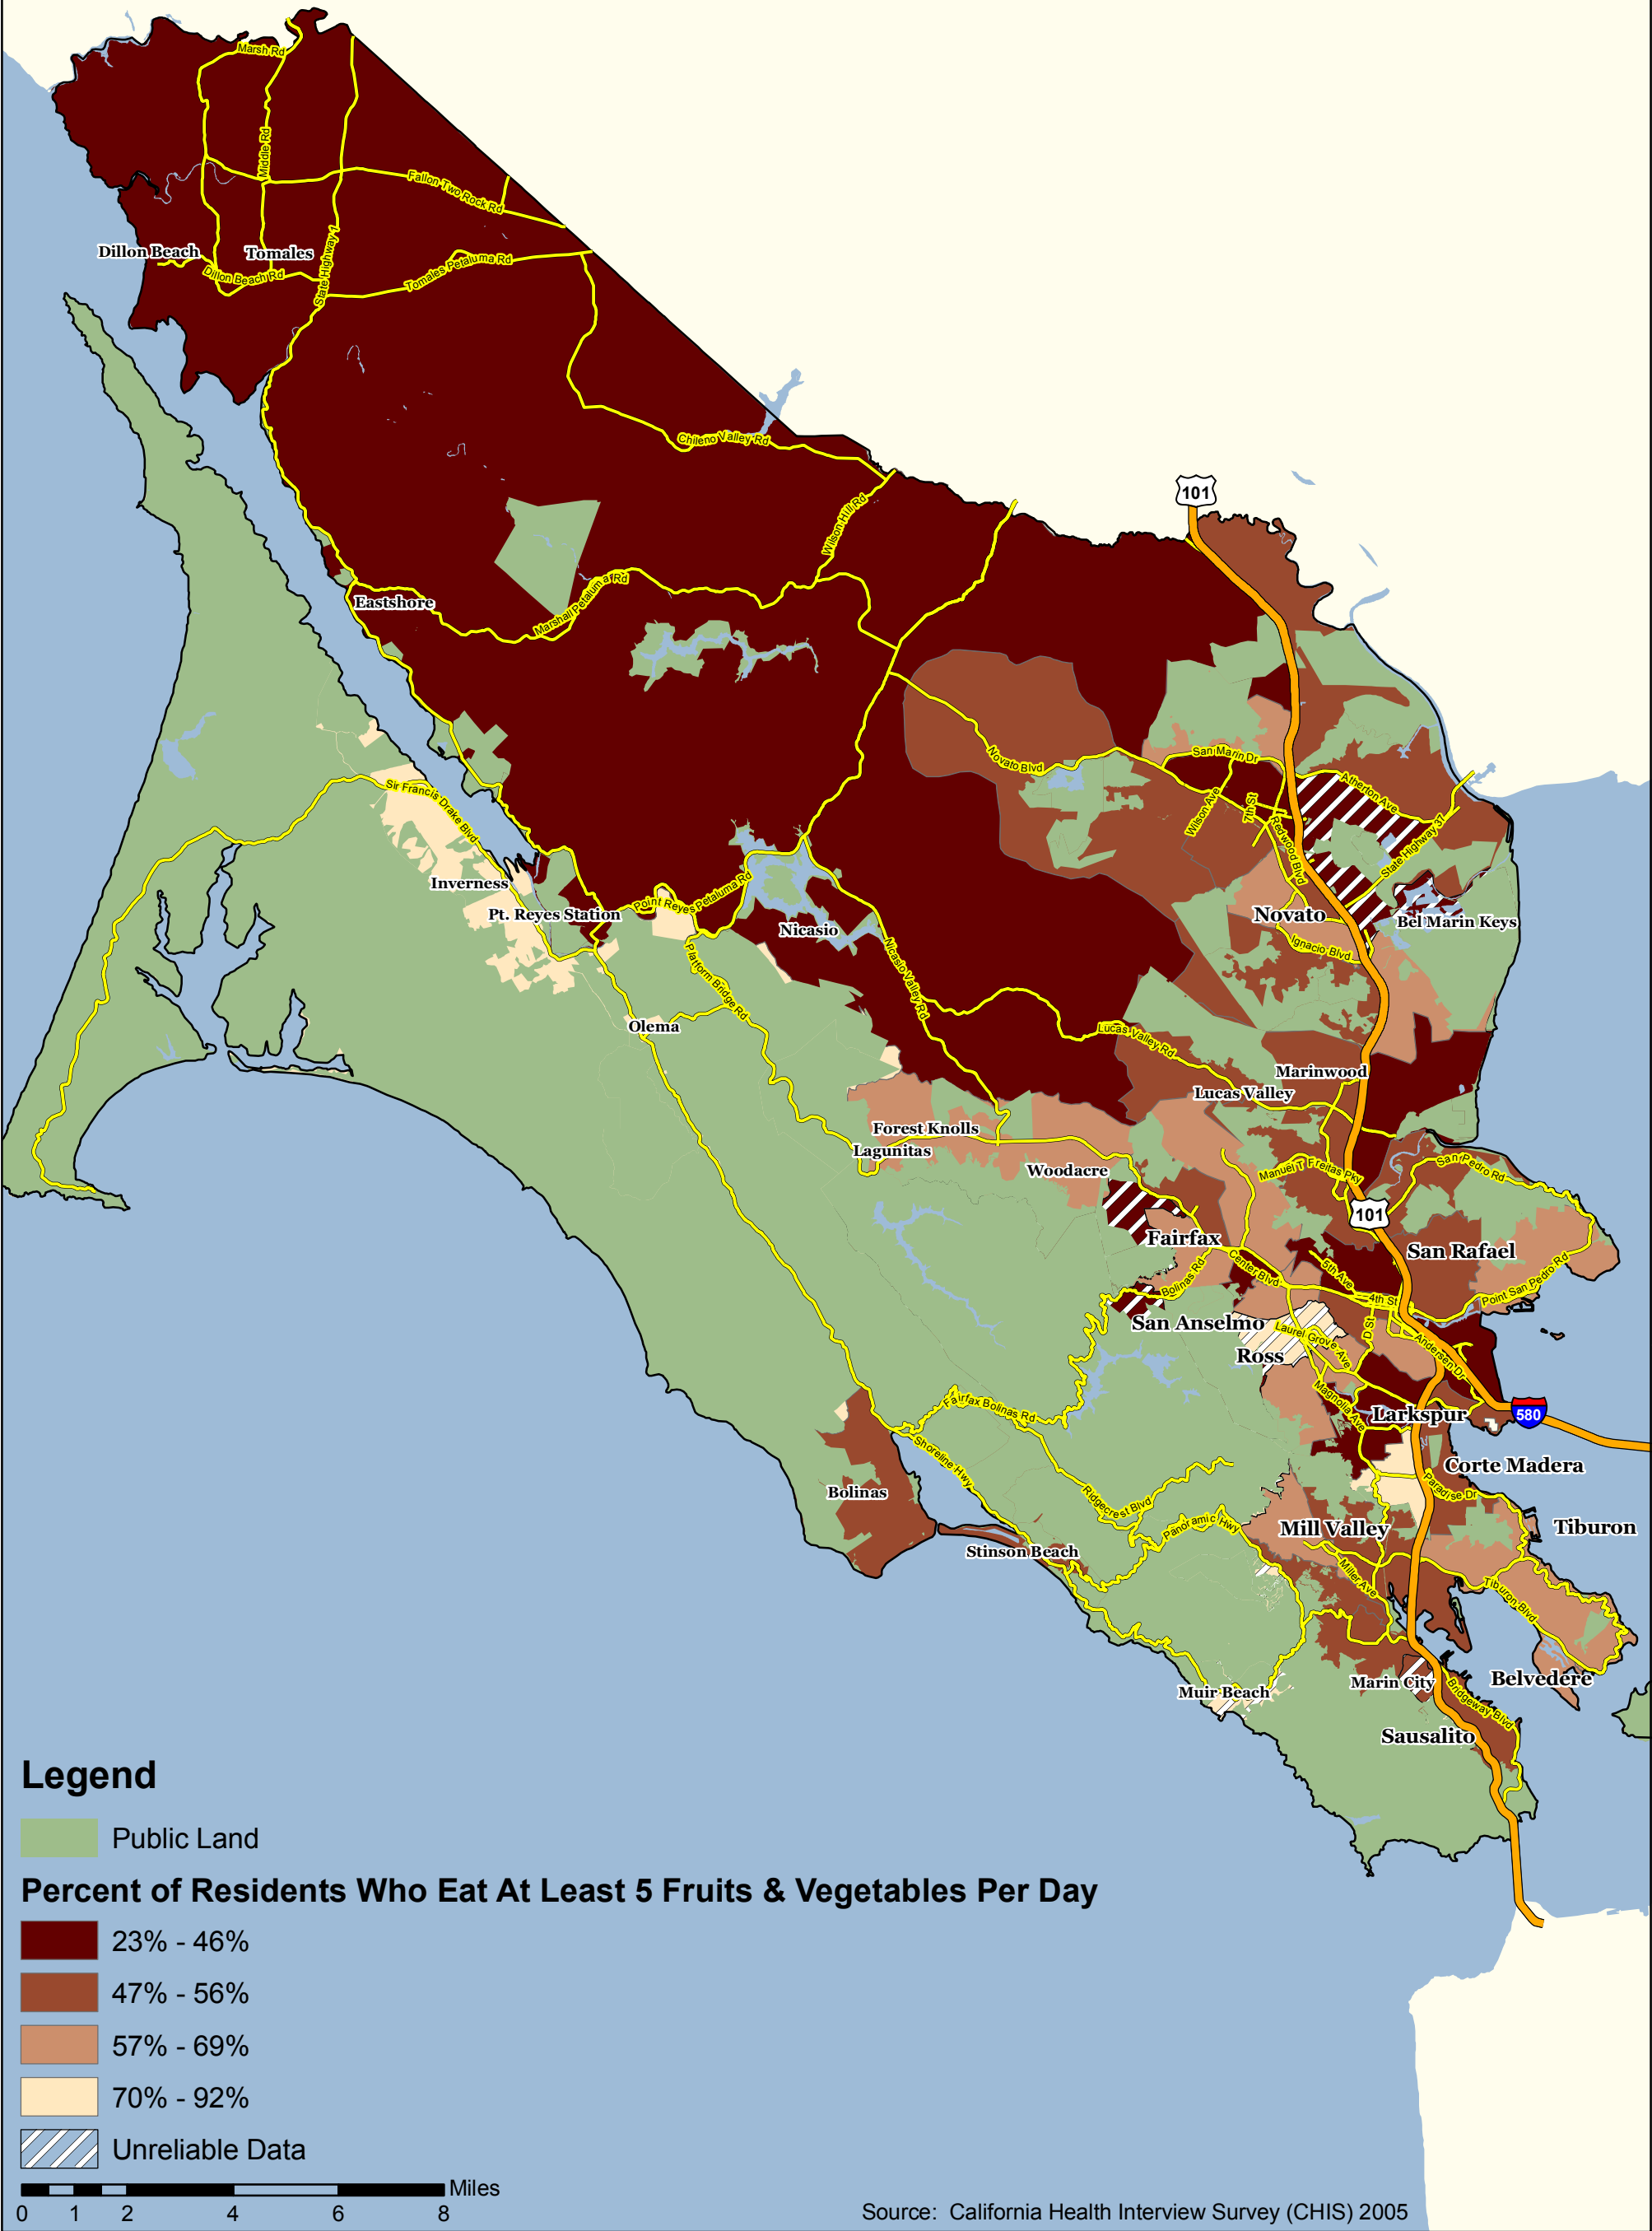 Marsh Rd
Middle Rd
Fallon Two Rock Rd
Dillon Beach
Tomales
State Highway 1
Dillon Beach Rd
Tomales Petaluma Rd
Chileno Valley Rd
101
Wilson Hill Rd
Eastshore
Marshall Petaluma Rd
Novato Blvd
San Marin Dr
Atherton Ave
Wilson Ave
7th St
Redwood Blvd
State Highway 37
Sir Francis Drake Blvd
Inverness
Pt. Reyes Station
Point Reyes Petaluma Rd
Nicasio
Novato
Bel Marin Keys
Ignacio Blvd
Platform Bridge Rd
Nicasio Valley Rd
Olema
Lucas Valley Rd
Marinwood
Lucas Valley
Forest Knolls
Lagunitas
Woodacre
Manuel T Freitas Pky
San Pedro Rd
101
Fairfax
San Rafael
Center Blvd
5th Ave
Bolinas Rd
4th St
Point San Pedro Rd
San Anselmo
Laurel Grove Ave
D St
Andersen Dr
Ross
Magnolia Ave
Fairfax Bolinas Rd
Larkspur
580
Shoreline Hwy
Corte Madera
Bolinas
Ridgecrest Blvd
Paradise Dr
Panoramic Hwy
Mill Valley
Tiburon
Stinson Beach
Miller Ave
Tiburon Blvd
Muir Beach
Marin City
Belvedere
Bridgeway Blvd
Sausalito
Legend
Public Land
Percent of Residents Who Eat At Least 5 Fruits & Vegetables Per Day
23% - 46%
47% - 56%
57% - 69%
70% - 92%
Unreliable Data
Miles
0 1 2 4 6 8
Source: California Health Interview Survey (CHIS) 2005